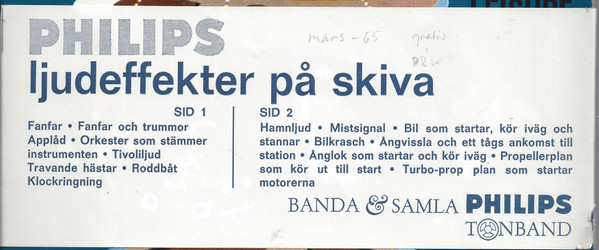 LEISURE
PHILIPS
mars - 65 gratis
ljudeffekter på skiva
SID 1
Fanfar • Fanfar och trummor
Applåd • Orkester som stämmer
instrumenten • Tivoliljud
Travande hästar • Roddbåt
Klockringning
SID 2
Hamnljud • Mistsignal • Bil som startar, kör iväg och
stannar • Bilkrasch • Ångvissla och ett tågs ankomst till
station • Ånglok som startar och kör iväg • Propellerplan
som kör ut till start • Turbo-prop plan som startar
motorerna
BANDA & SAMLA PHILIPS
TONBAND